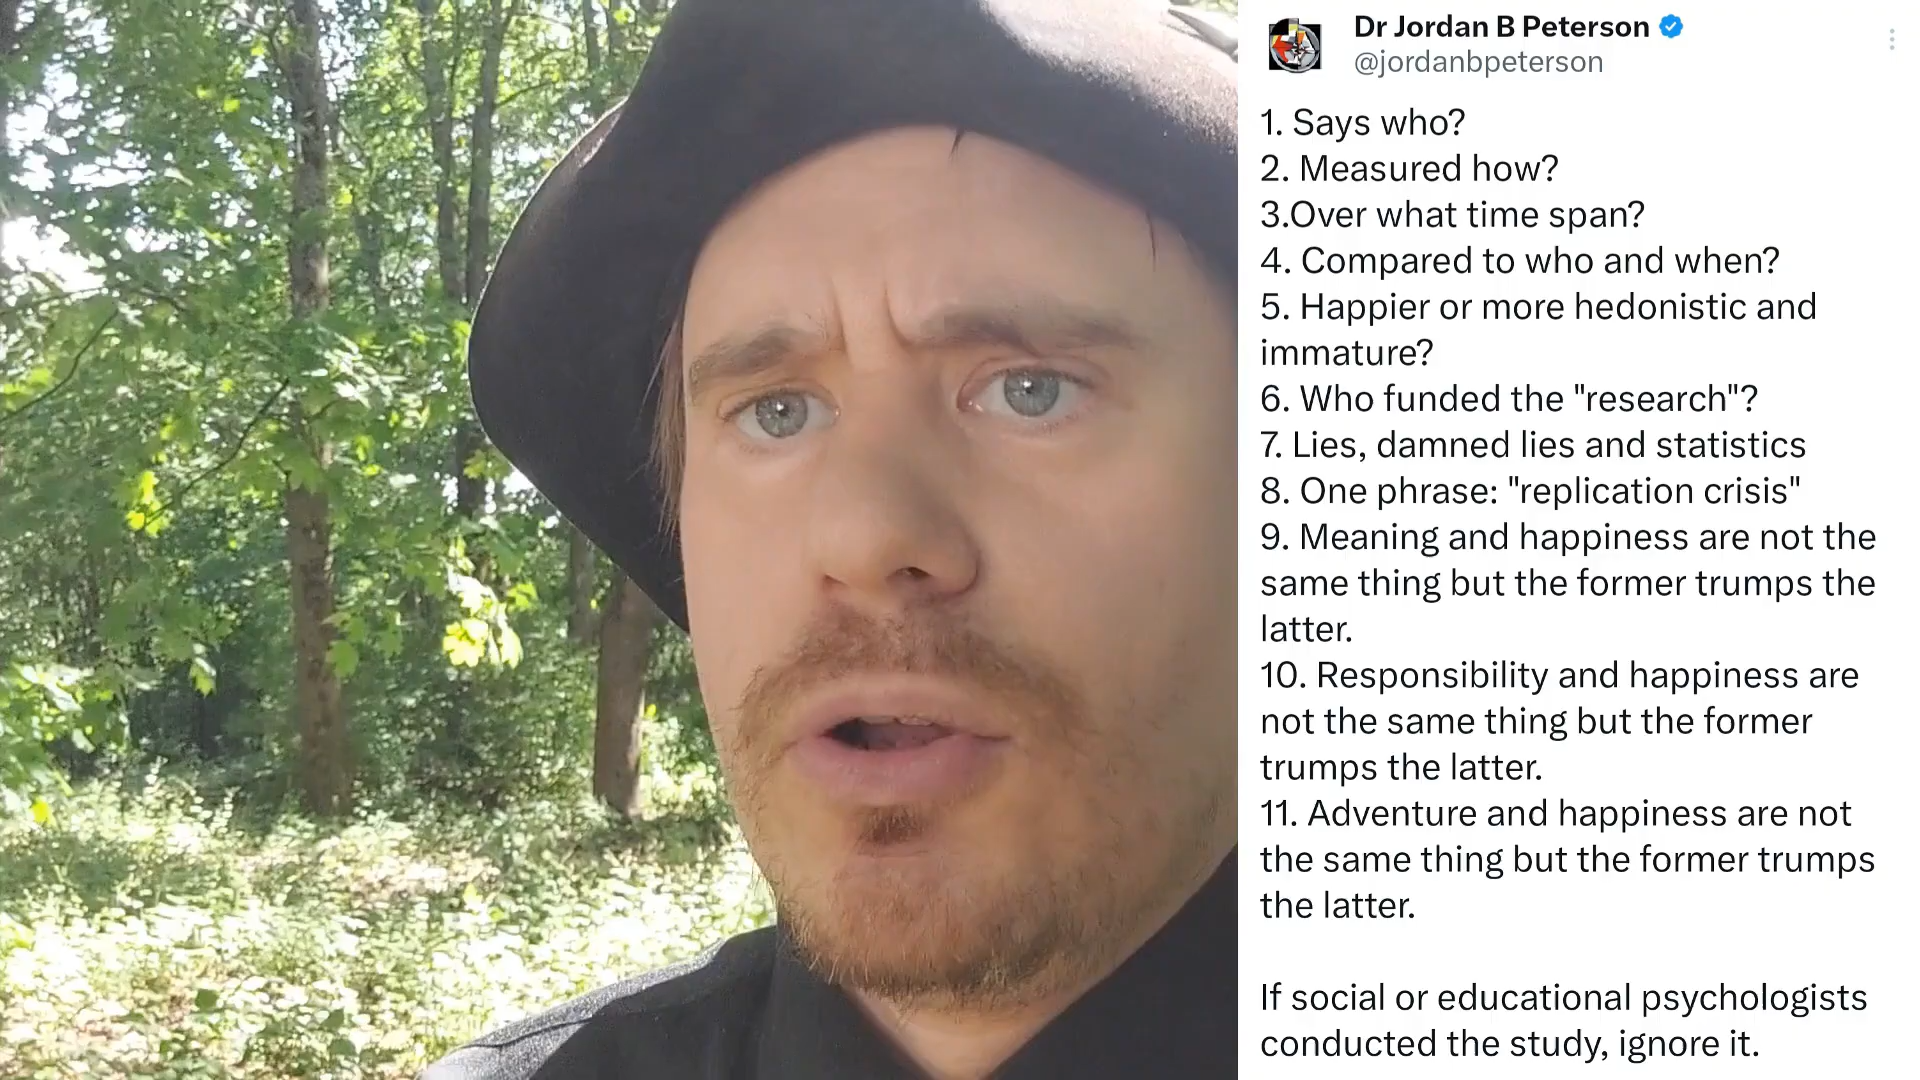 Dr Jordan B Peterson
@jordanbpeterson
1. Says who?
2. Measured how?
3.Over what time span?
4. Compared to who and when?
5. Happier or more hedonistic and
immature?
6. Who funded the "research"?
7. Lies, damned lies and statistics
8. One phrase: "replication crisis"
9. Meaning and happiness are not the
same thing but the former trumps the
latter.
10. Responsibility and happiness are
not the same thing but the former
trumps the latter.
11. Adventure and happiness are not
the same thing but the former trumps
the latter.
If social or educational psychologists
conducted the study, ignore it.